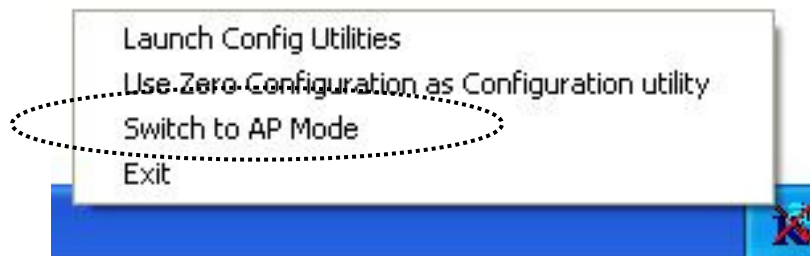 Launch Config Utilities
Use Zero Configuration as Configuration utility
Switch to AP Mode
Exit